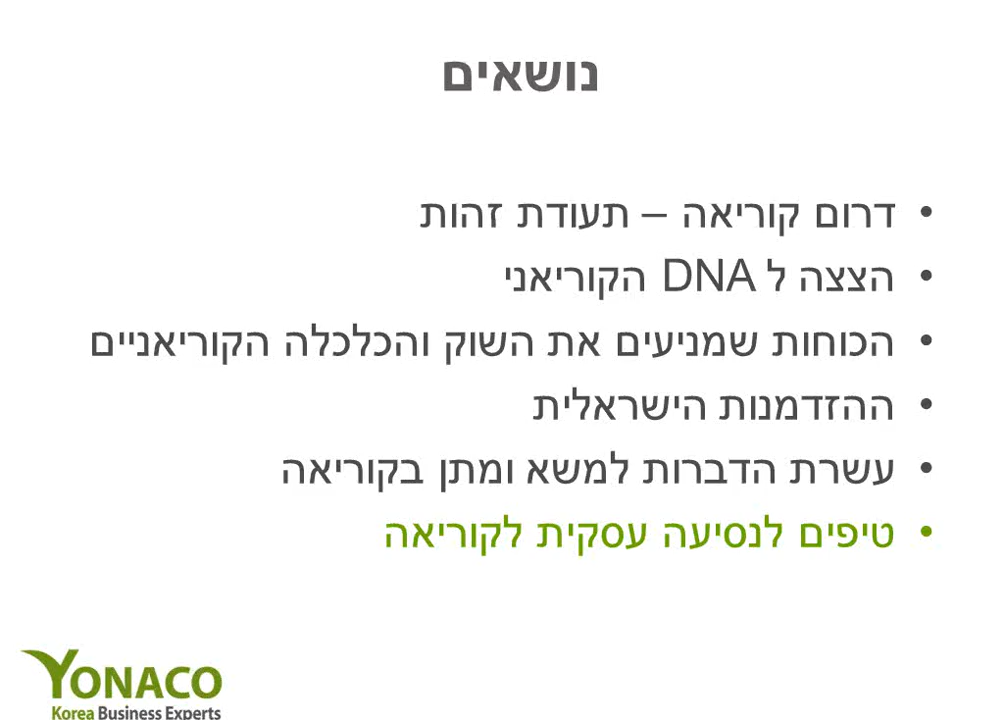 נושאים
• דרום קוריאה – תעודת זהות
• הצצה ל DNA הקוריאני
• הכוחות שמניעים את השוק והכלכלה הקוריאניים
• ההזדמנות הישראלית
• עשרת הדברות למשא ומתן בקוריאה
• טיפים לנסיעה עסקית לקוריאה
YONACO
Korea Business Experts